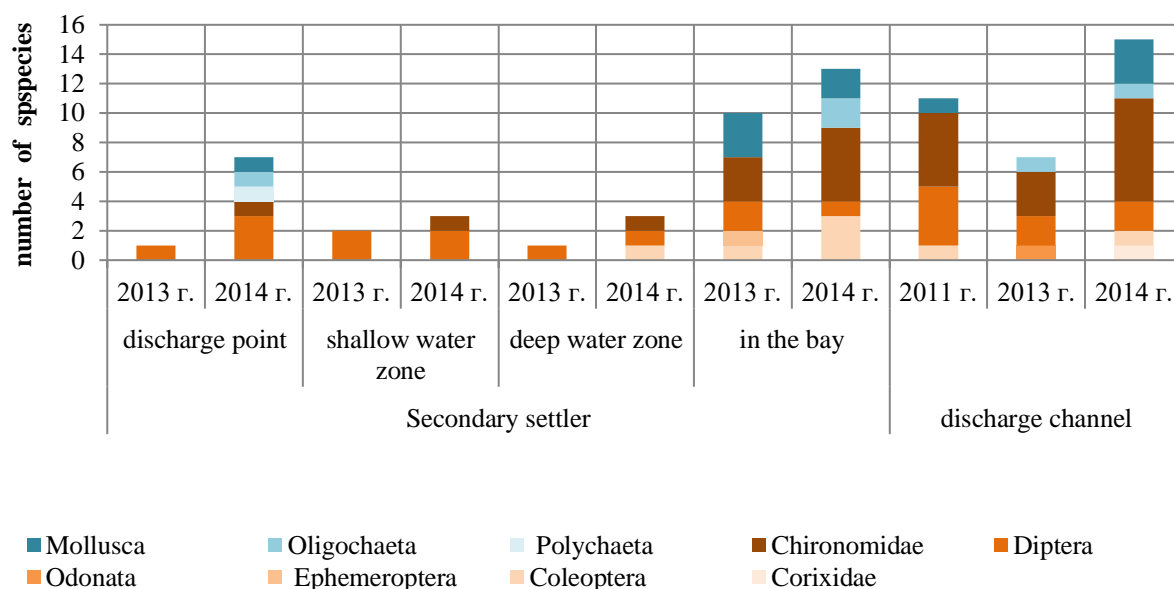 number of spspecies
16
14
12
10
8
6
4
2
0
2013 г. 2014 г. 2013 г. 2014 г. 2013 г. 2014 г. 2013 г. 2014 г. 2011 г. 2013 г. 2014 г.
discharge point shallow water zone deep water zone in the bay
Secondary settler discharge channel
Mollusca Oligochaeta Polychaeta Chironomidae Diptera
Odonata Ephemeroptera Coleoptera Corixidae